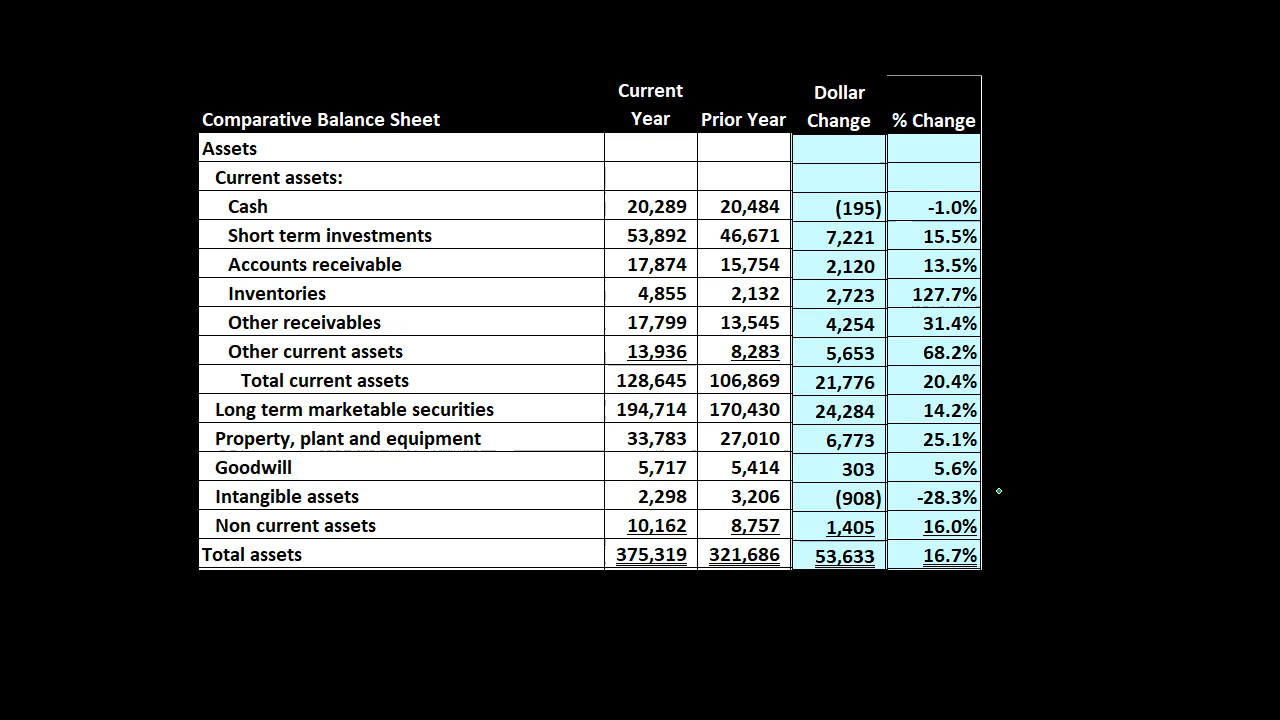 Comparative Balance Sheet Current Year Prior Year Dollar Change % Change
Assets
Current assets:
Cash 20,289 20,484 (195) -1.0%
Short term investments 53,892 46,671 7,221 15.5%
Accounts receivable 17,874 15,754 2,120 13.5%
Inventories 4,855 2,132 2,723 127.7%
Other receivables 17,799 13,545 4,254 31.4%
Other current assets 13,936 8,283 5,653 68.2%
Total current assets 128,645 106,869 21,776 20.4%
Long term marketable securities 194,714 170,430 24,284 14.2%
Property, plant and equipment 33,783 27,010 6,773 25.1%
Goodwill 5,717 5,414 303 5.6%
Intangible assets 2,298 3,206 (908) -28.3%
Non current assets 10,162 8,757 1,405 16.0%
Total assets 375,319 321,686 53,633 16.7%